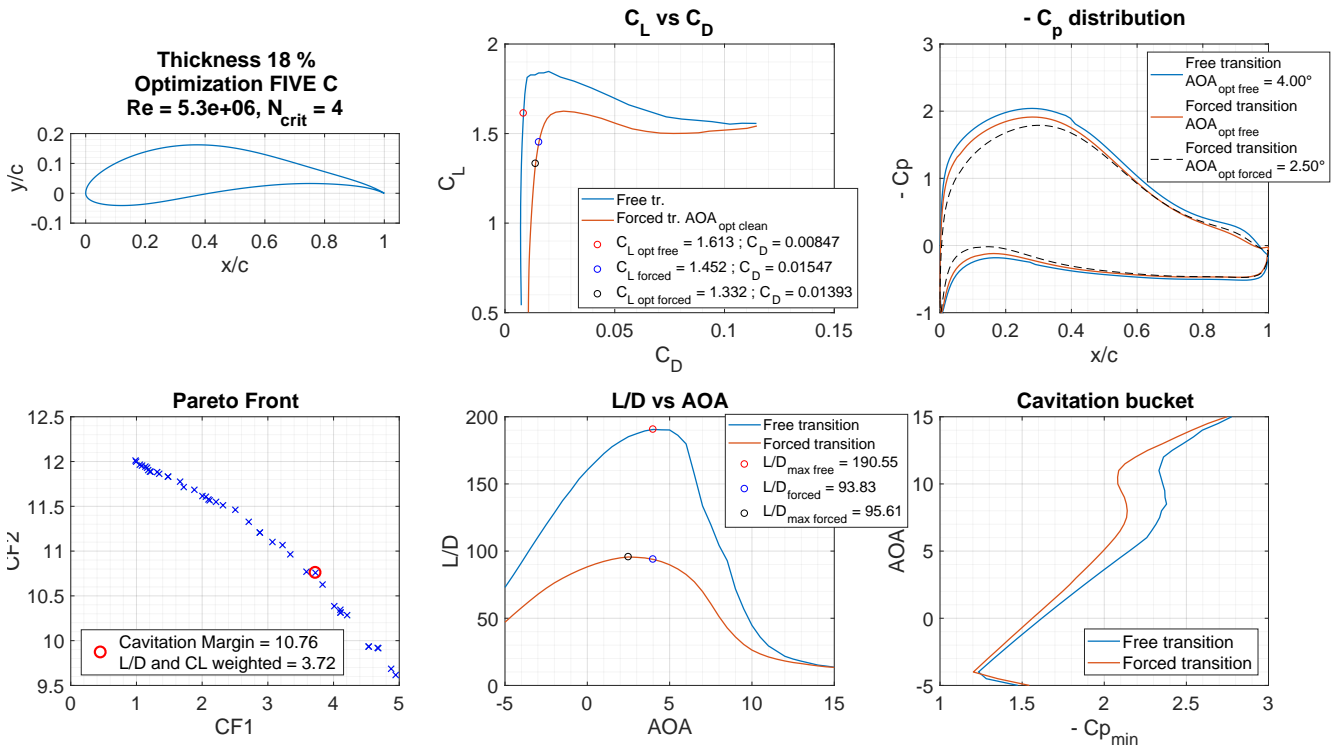 Thickness 18 %
Optimization FIVE C
Re = 5.3e+06, N_crit = 4
0.2
0.1
0
-0.1
y/c
0 0.2 0.4 0.6 0.8 1
x/c
C_L vs C_D
2
1.5
1
0.5
C_L
0 0.05 0.1 0.15
C_D
Free tr.
Forced tr. AOA_opt clean
C_L opt free = 1.613 ; C_D = 0.00847
C_L forced = 1.452 ; C_D = 0.01547
C_L opt forced = 1.332 ; C_D = 0.01393
- C_p distribution
3
2
1
0
-1
- Cp
0 0.2 0.4 0.6 0.8 1
x/c
Free transition
AOA_opt free = 4.00°
Forced transition
AOA_opt free
Forced transition
AOA_opt forced = 2.50°
Pareto Front
12.5
12
11.5
11
10.5
10
9.5
CF2
0 1 2 3 4 5
CF1
Cavitation Margin = 10.76
L/D and CL weighted = 3.72
L/D vs AOA
200
150
100
50
0
L/D
-5 0 5 10 15
AOA
Free transition
Forced transition
L/D_max free = 190.55
L/D_forced = 93.83
L/D_max forced = 95.61
Cavitation bucket
15
10
5
0
-5
AOA
1 1.5 2 2.5 3
- Cp_min
Free transition
Forced transition